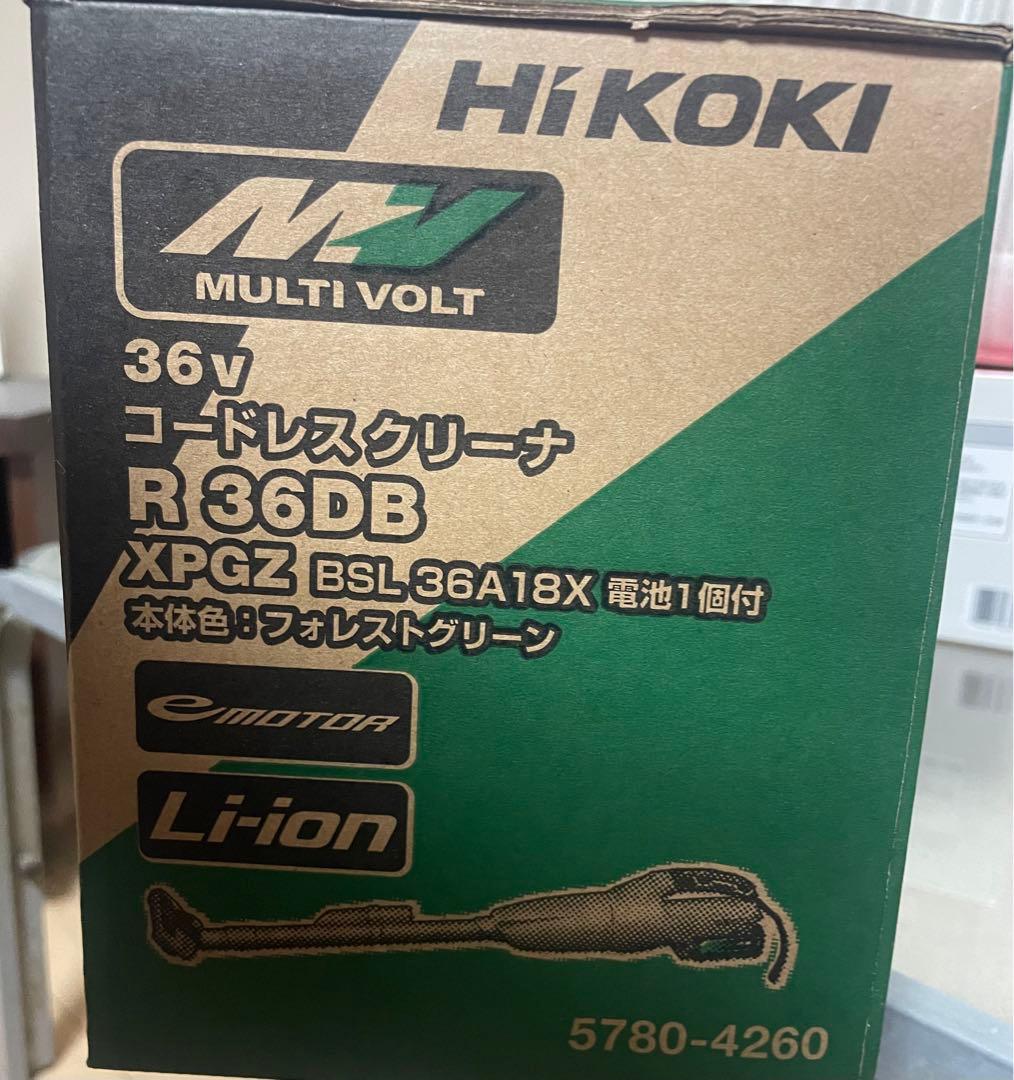 HiKOKI
MV
MULTI VOLT
36v
コードレスクリーナ
R 36DB
XPGZ BSL 36A18X 電池1個付
本体色：フォレストグリーン
e MOTOR
Li-ion
5780-4260